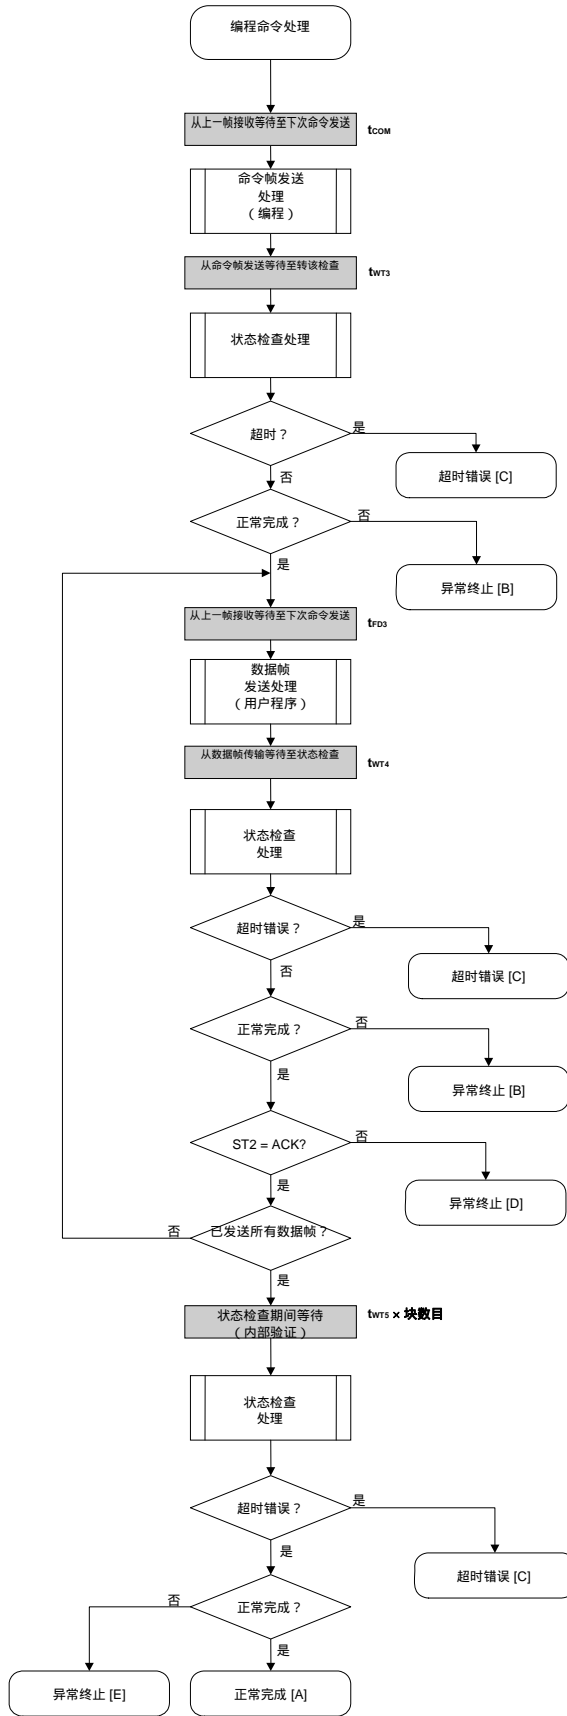 编程命令处理
从上一帧接收等待至下次命令发送
tCOM
命令帧发送
处理
（编程）
从命令帧发送等待至转该检查
tWT3
状态检查处理
超时？
是
超时错误 [C]
否
正常完成？
否
异常终止 [B]
是
从上一帧接收等待至下次命令发送
tFD3
数据帧
发送处理
（用户程序）
从数据帧传输等待至状态检查
tWT4
状态检查
处理
超时错误？
是
超时错误 [C]
否
正常完成？
否
异常终止 [B]
是
ST2 = ACK?
否
异常终止 [D]
是
否
已发送所有数据帧？
是
状态检查期间等待
（内部验证）
tWT5 × 块数目
状态检查
处理
超时错误？
是
超时错误 [C]
是
否
正常完成？
是
异常终止 [E]
正常完成 [A]